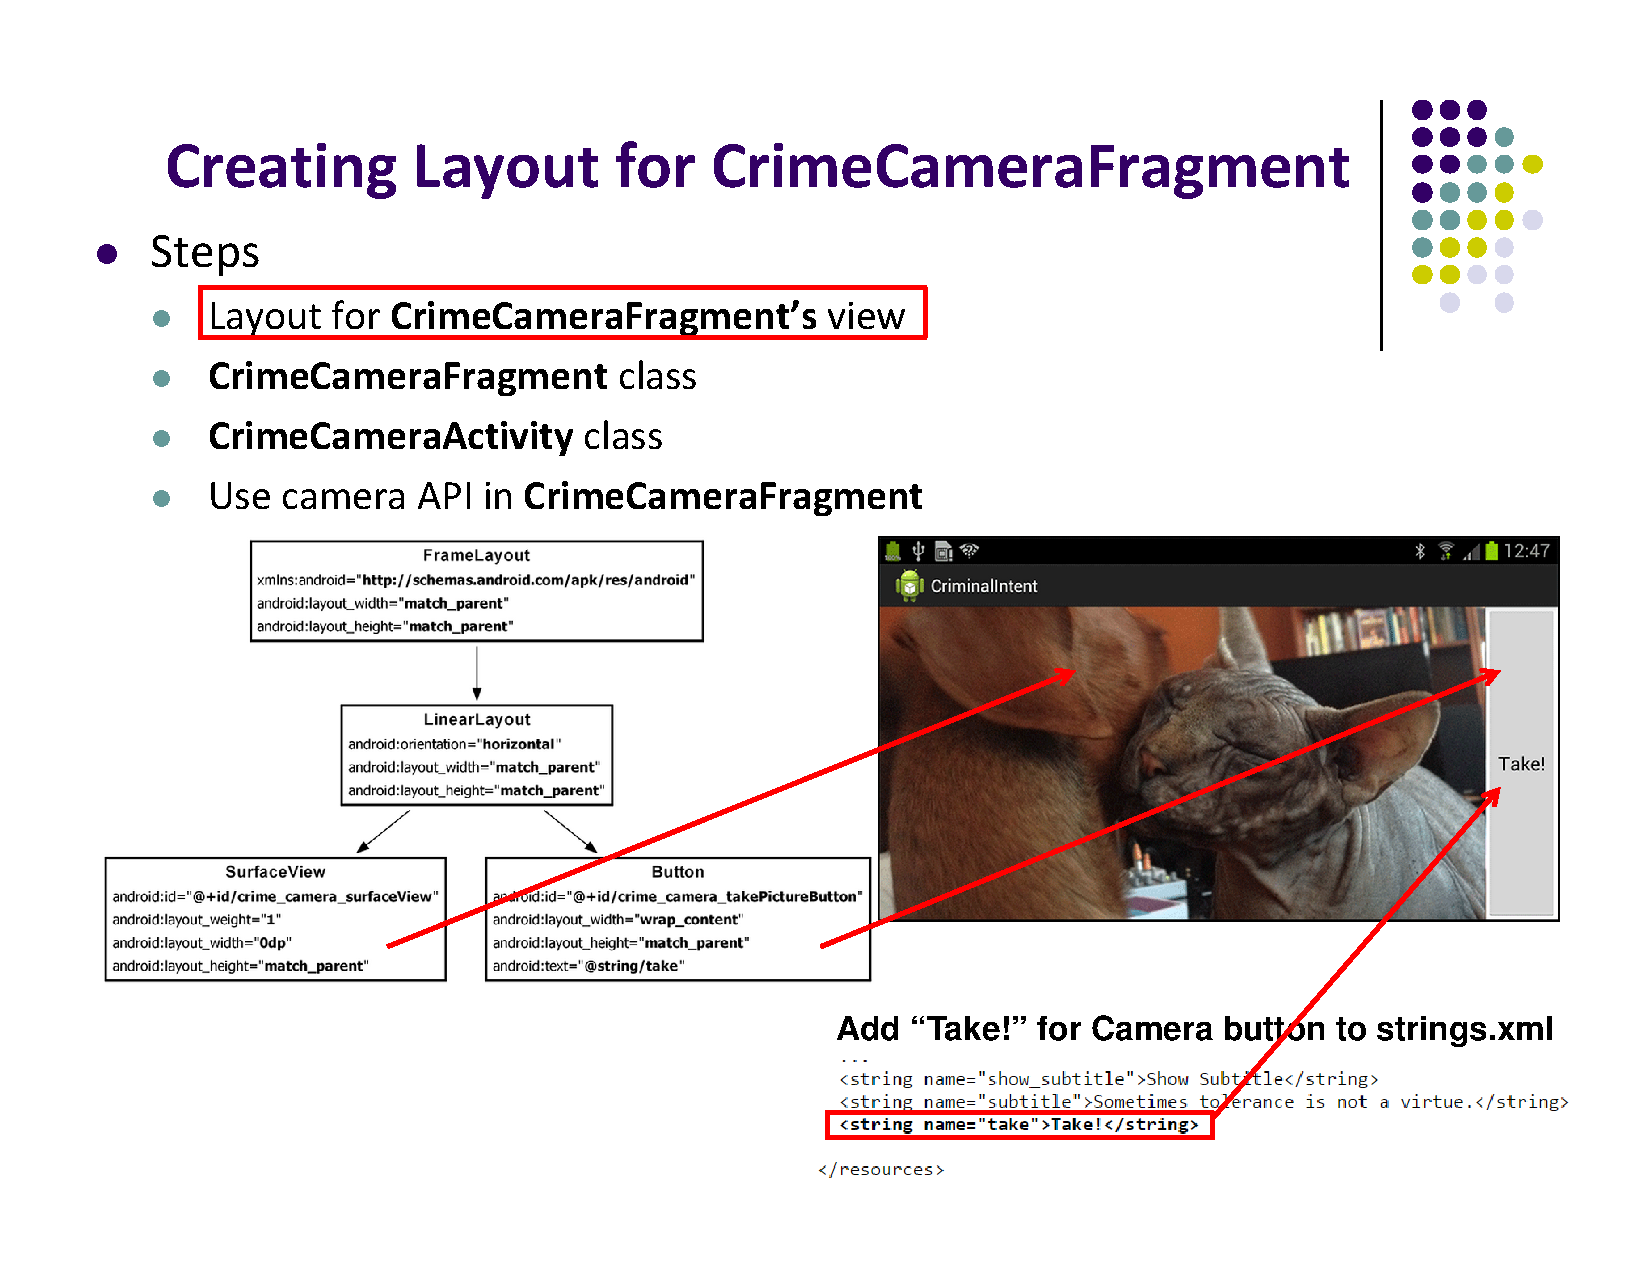 Creating Layout for CrimeCameraFragment
Steps
Layout for CrimeCameraFragment’s view
CrimeCameraFragment class
CrimeCameraActivity class
Use camera API in CrimeCameraFragment
FrameLayout
xmlns:android="http://schemas.android.com/apk/res/android"
android:layout_width="match_parent"
android:layout_height="match_parent"
LinearLayout
android:orientation="horizontal"
android:layout_width="match_parent"
android:layout_height="match_parent"
SurfaceView
android:id="@+id/crime_camera_surfaceView"
android:layout_weight="1"
android:layout_width="0dp"
android:layout_height="match_parent"
Button
android:id="@+id/crime_camera_takePictureButton"
android:layout_width="wrap_content"
android:layout_height="match_parent"
android:text="@string/take"
12:47
CriminalIntent
Take!
Add “Take!” for Camera button to strings.xml
...
<string name="show_subtitle">Show Subtitle</string>
<string name="subtitle">Sometimes tolerance is not a virtue.</string>
<string name="take">Take!</string>
</resources>